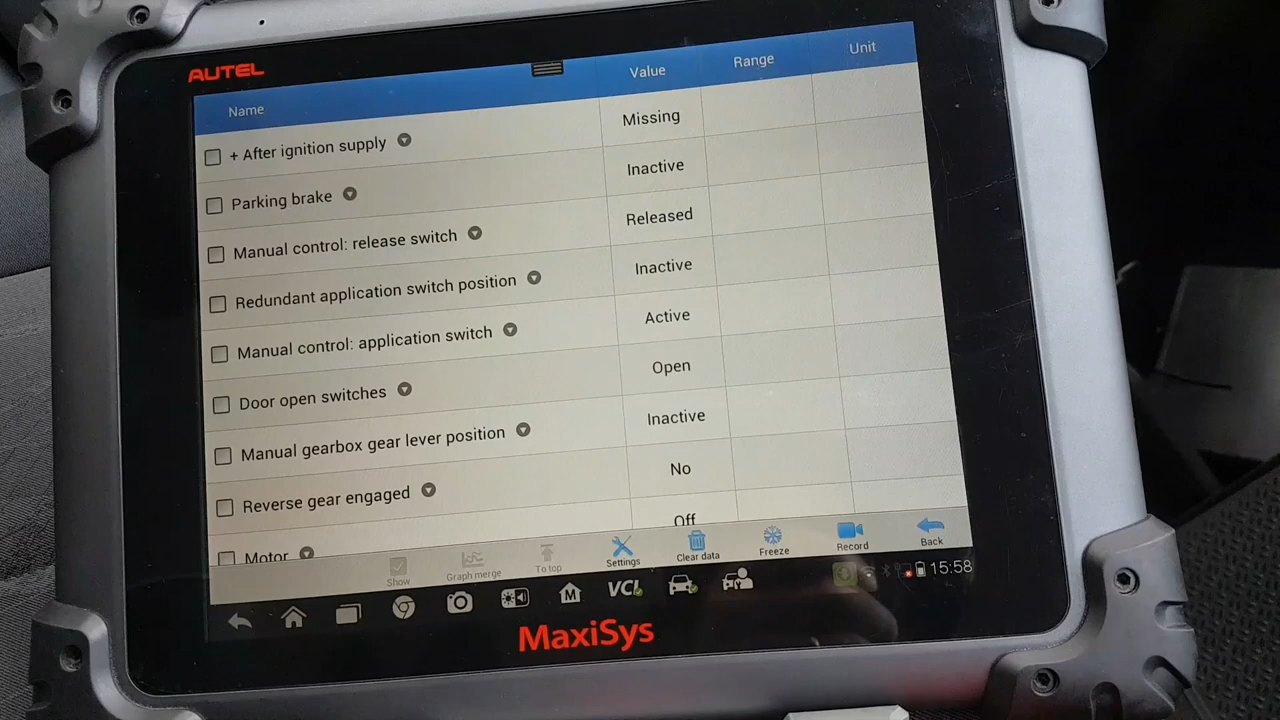 AUTEL
Name Value Range Unit
+ After ignition supply Missing
Parking brake Inactive
Manual control: release switch Released
Redundant application switch position Inactive
Manual control: application switch Active
Door open switches Open
Manual gearbox gear lever position Inactive
Reverse gear engaged No
Motor Off
Show Graph merge To top Settings Clear data Freeze Record Back
M VCI 15:58
MaxiSys